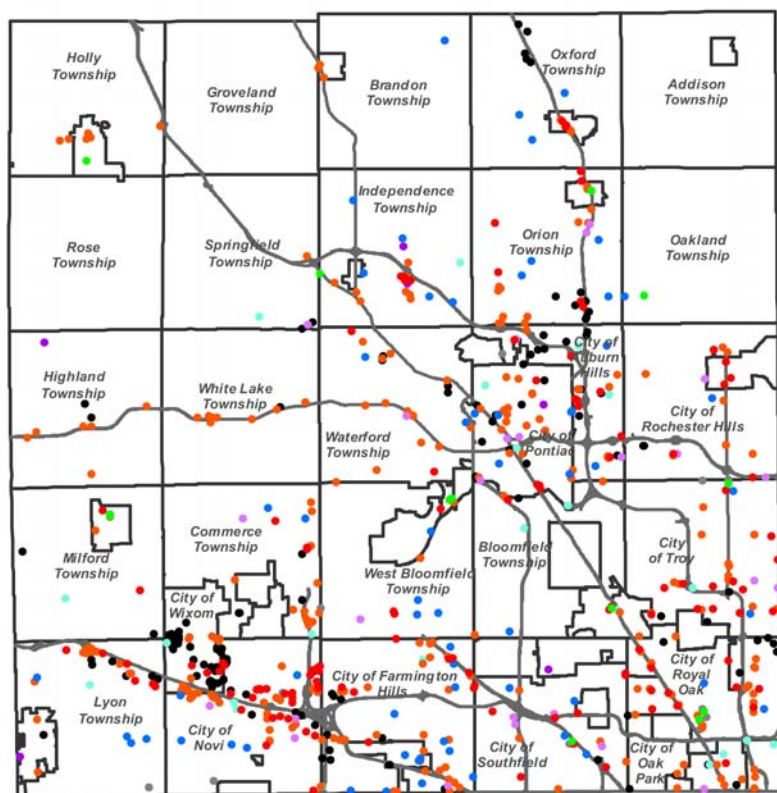 Holly
Township
Groveland
Township
Brandon
Township
Oxford
Township
Addison
Township
Rose
Township
Springfield
Township
Independence
Township
Orion
Township
Oakland
Township
Highland
Township
White Lake
Township
Waterford
Township
City of
Pontiac
City of
Auburn
Hills
City of
Rochester Hills
Milford
Township
Commerce
Township
City of
Wixom
West Bloomfield
Township
Bloomfield
Township
City
of Troy
Lyon
Township
City of
Novi
City of Farmington
Hills
City of
Southfield
City of
Royal
Oak
City of
Oak
Park